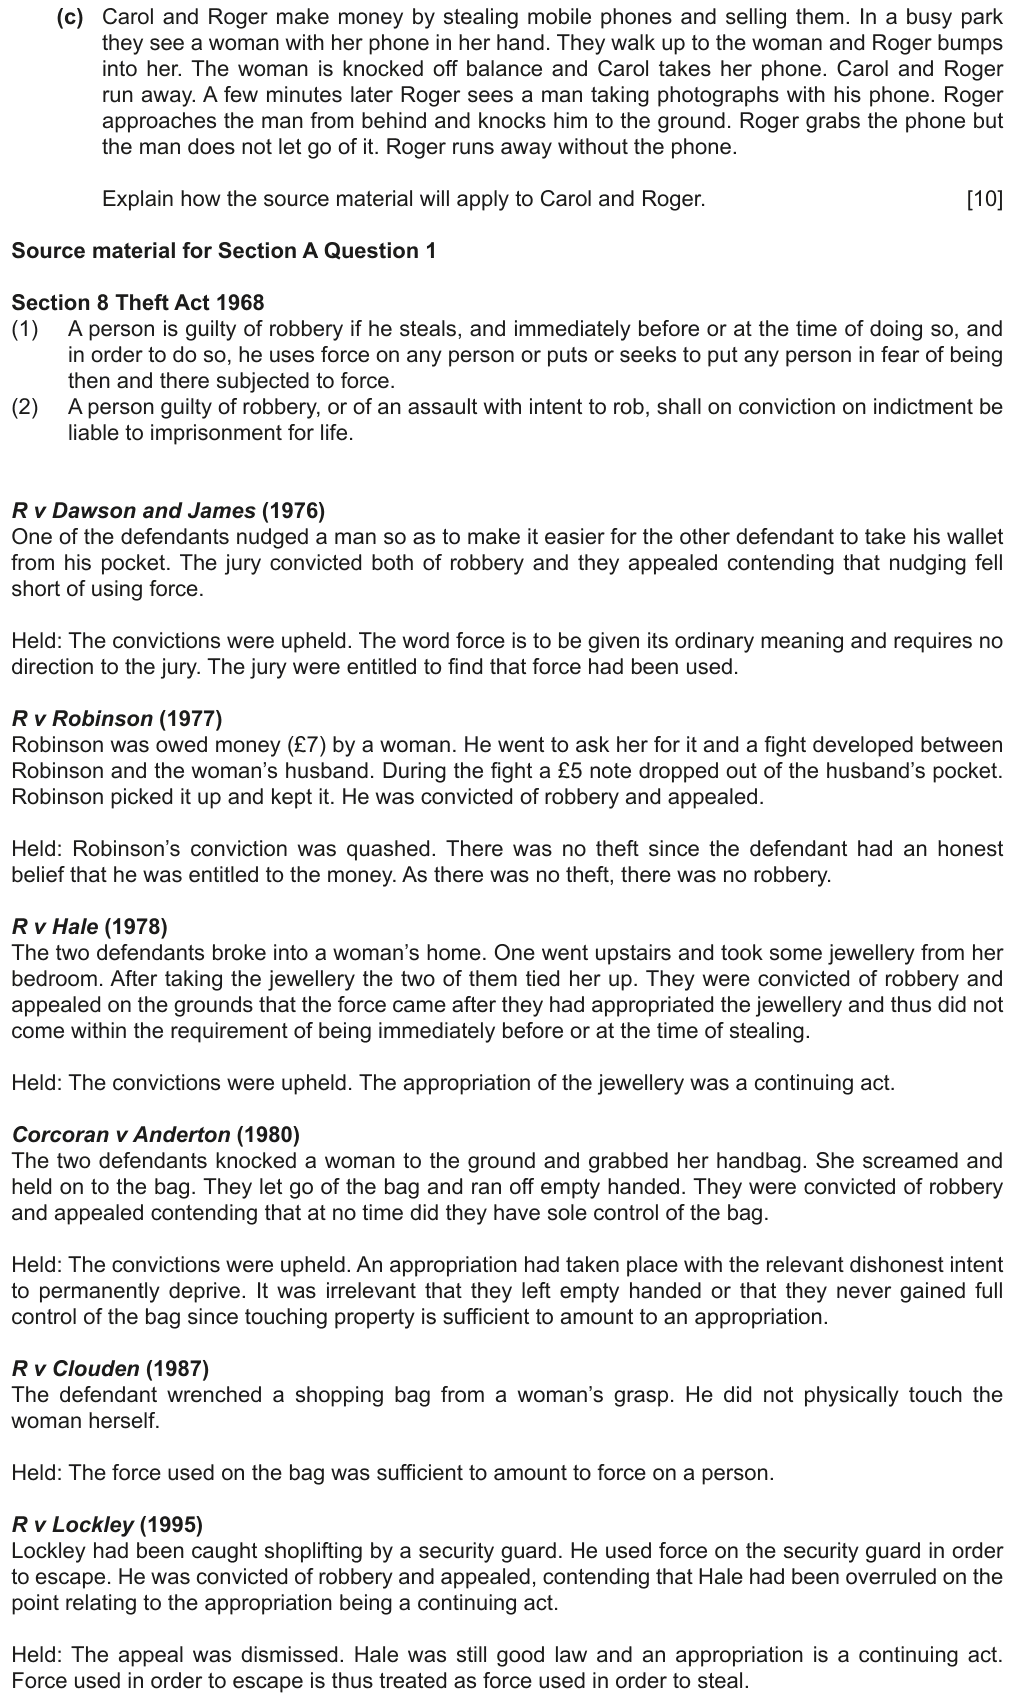 (c) Carol and Roger make money by stealing mobile phones and selling them. In a busy park
they see a woman with her phone in her hand. They walk up to the woman and Roger bumps
into her. The woman is knocked off balance and Carol takes her phone. Carol and Roger
run away. A few minutes later Roger sees a man taking photographs with his phone. Roger
approaches the man from behind and knocks him to the ground. Roger grabs the phone but
the man does not let go of it. Roger runs away without the phone.
Explain how the source material will apply to Carol and Roger. [10]
Source material for Section A Question 1
Section 8 Theft Act 1968
(1) A person is guilty of robbery if he steals, and immediately before or at the time of doing so, and
in order to do so, he uses force on any person or puts or seeks to put any person in fear of being
then and there subjected to force.
(2) A person guilty of robbery, or of an assault with intent to rob, shall on conviction on indictment be
liable to imprisonment for life.
R v Dawson and James (1976)
One of the defendants nudged a man so as to make it easier for the other defendant to take his wallet
from his pocket. The jury convicted both of robbery and they appealed contending that nudging fell
short of using force.
Held: The convictions were upheld. The word force is to be given its ordinary meaning and requires no
direction to the jury. The jury were entitled to find that force had been used.
R v Robinson (1977)
Robinson was owed money (£7) by a woman. He went to ask her for it and a fight developed between
Robinson and the woman's husband. During the fight a £5 note dropped out of the husband's pocket.
Robinson picked it up and kept it. He was convicted of robbery and appealed.
Held: Robinson's conviction was quashed. There was no theft since the defendant had an honest
belief that he was entitled to the money. As there was no theft, there was no robbery.
R v Hale (1978)
The two defendants broke into a woman's home. One went upstairs and took some jewellery from her
bedroom. After taking the jewellery the two of them tied her up. They were convicted of robbery and
appealed on the grounds that the force came after they had appropriated the jewellery and thus did not
come within the requirement of being immediately before or at the time of stealing.
Held: The convictions were upheld. The appropriation of the jewellery was a continuing act.
Corcoran v Anderton (1980)
The two defendants knocked a woman to the ground and grabbed her handbag. She screamed and
held on to the bag. They let go of the bag and ran off empty handed. They were convicted of robbery
and appealed contending that at no time did they have sole control of the bag.
Held: The convictions were upheld. An appropriation had taken place with the relevant dishonest intent
to permanently deprive. It was irrelevant that they left empty handed or that they never gained full
control of the bag since touching property is sufficient to amount to an appropriation.
R v Clouden (1987)
The defendant wrenched a shopping bag from a woman's grasp. He did not physically touch the
woman herself.
Held: The force used on the bag was sufficient to amount to force on a person.
R v Lockley (1995)
Lockley had been caught shoplifting by a security guard. He used force on the security guard in order
to escape. He was convicted of robbery and appealed, contending that Hale had been overruled on the
point relating to the appropriation being a continuing act.
Held: The appeal was dismissed. Hale was still good law and an appropriation is a continuing act.
Force used in order to escape is thus treated as force used in order to steal.